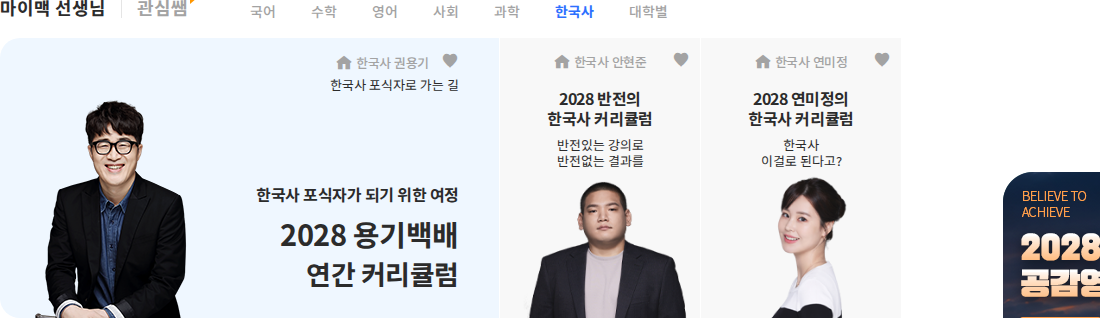 마이맥 선생님
관심쌤
국어
수학
영어
사회
과학
한국사
대학별
한국사 권용기
한국사 포식자로 가는 길
한국사 포식자가 되기 위한 여정
2028 용기백배
연간 커리큘럼
한국사 안현준
2028 반전의
한국사 커리큘럼
반전있는 강의로
반전없는 결과를
한국사 연미정
2028 연미정의
한국사 커리큘럼
한국사
이걸로 된다고?
BELIEVE TO
ACHIEVE
2028
공감